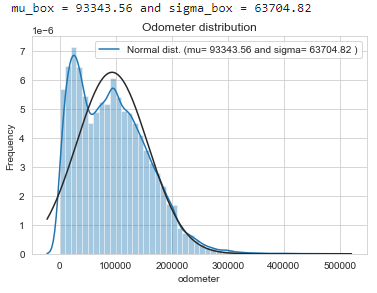 mu_box = 93343.56 and sigma_box = 63704.82
Odometer distribution
1e−6
Normal dist. (mu= 93343.56 and sigma= 63704.82 )
7
6
5
4
3
2
1
0
Frequency
0 100000 200000 300000 400000 500000
odometer